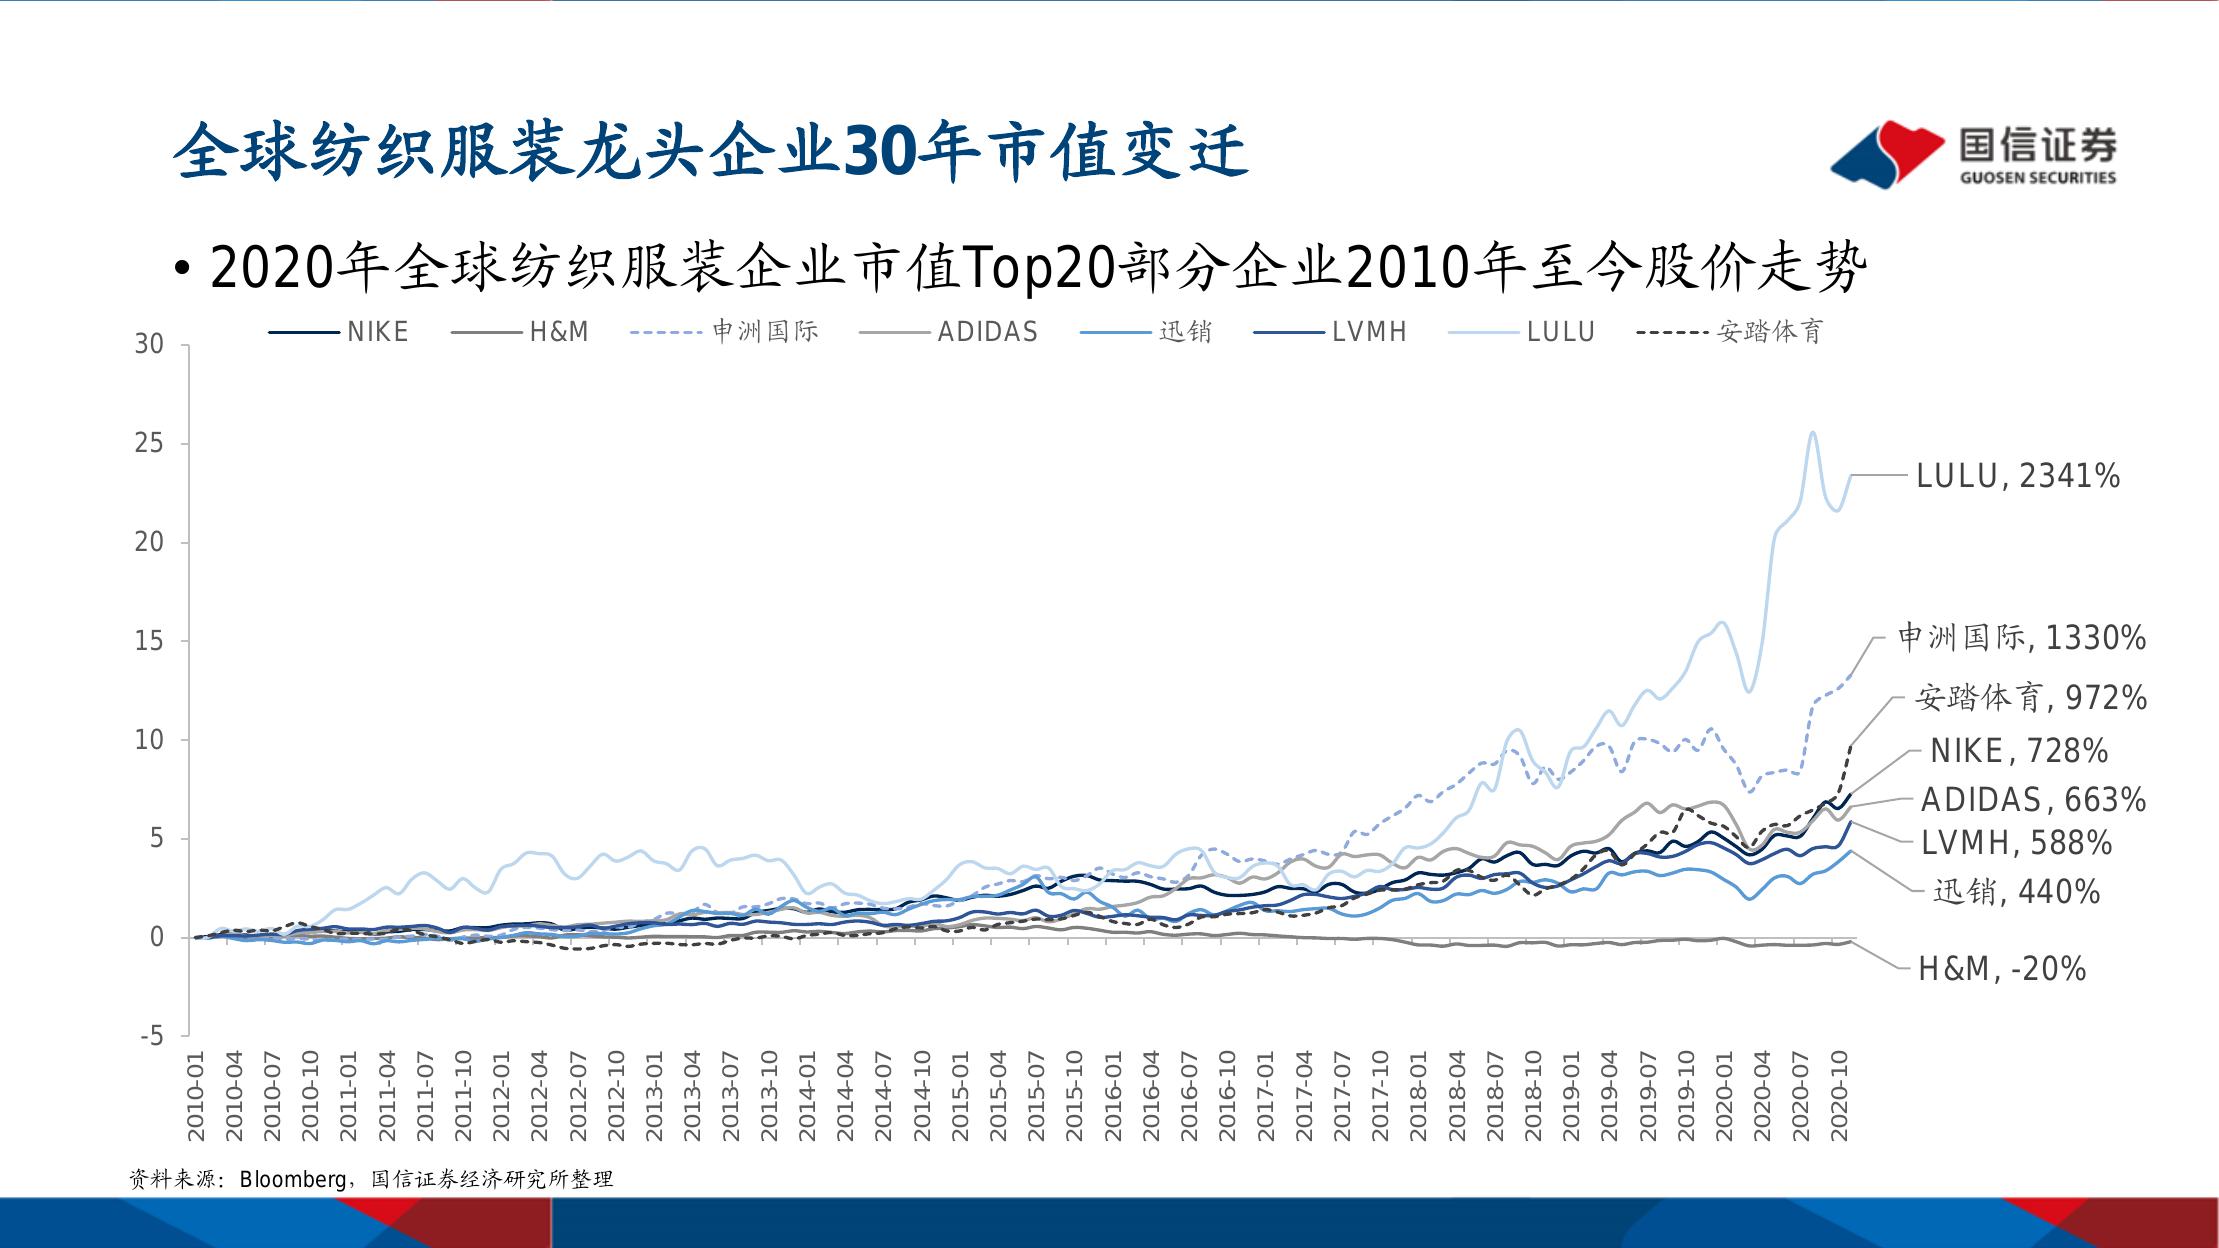 全球纺织服装龙头企业30年市值变迁
国信证券
GUOSEN SECURITIES
• 2020年全球纺织服装企业市值Top20部分企业2010年至今股价走势
NIKE H&M 申洲国际 ADIDAS 迅销 LVMH LULU 安踏体育
30
25
20
15
10
5
0
-5
LULU, 2341%
申洲国际, 1330%
安踏体育, 972%
NIKE, 728%
ADIDAS, 663%
LVMH, 588%
迅销, 440%
H&M, -20%
2010-01 2010-04 2010-07 2010-10 2011-01 2011-04 2011-07 2011-10 2012-01 2012-04 2012-07 2012-10 2013-01 2013-04 2013-07 2013-10 2014-01 2014-04 2014-07 2014-10 2015-01 2015-04 2015-07 2015-10 2016-01 2016-04 2016-07 2016-10 2017-01 2017-04 2017-07 2017-10 2018-01 2018-04 2018-07 2018-10 2019-01 2019-04 2019-07 2019-10 2020-01 2020-04 2020-07 2020-10
资料来源：Bloomberg，国信证券经济研究所整理